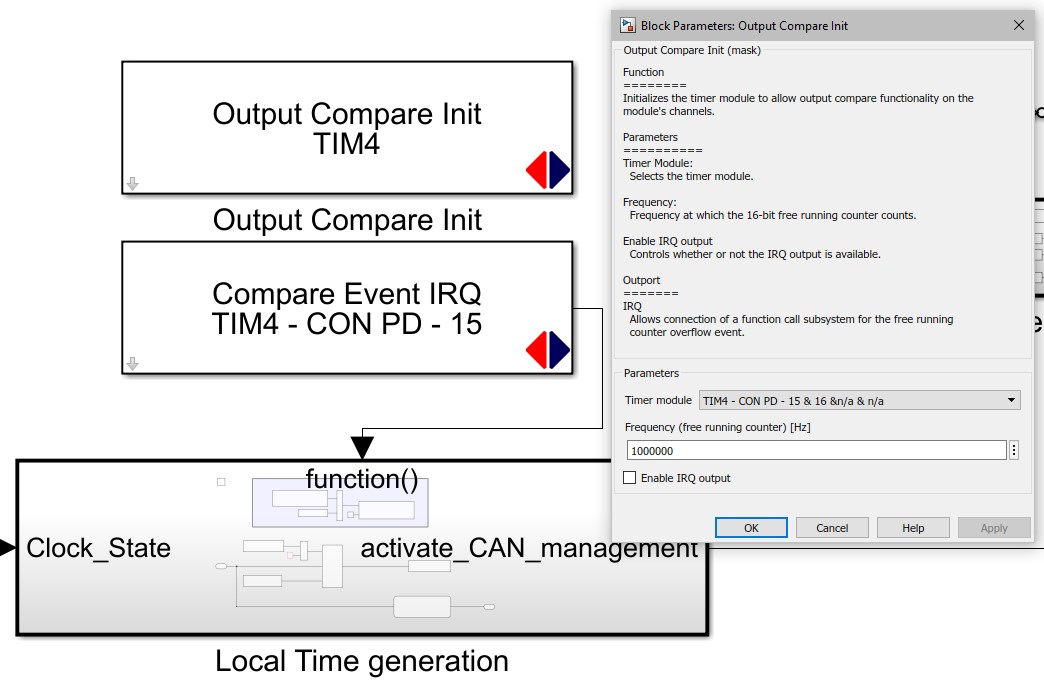 Output Compare Init
TIM4
Output Compare Init
Compare Event IRQ
TIM4 - CON PD - 15
function()
Clock_State
activate_CAN_management
Local Time generation
Block Parameters: Output Compare Init
Output Compare Init (mask)
Function
========
Initializes the timer module to allow output compare functionality on the
module's channels.
Parameters
==========
Timer Module:
Selects the timer module.
Frequency:
Frequency at which the 16-bit free running counter counts.
Enable IRQ output
Controls whether or not the IRQ output is available.
Outport
=======
IRQ
Allows connection of a function call subsystem for the free running
counter overflow event.
Parameters
Timer module TIM4 - CON PD - 15 & 16 &n/a & n/a
Frequency (free running counter) [Hz]
1000000
Enable IRQ output
OK Cancel Help Apply